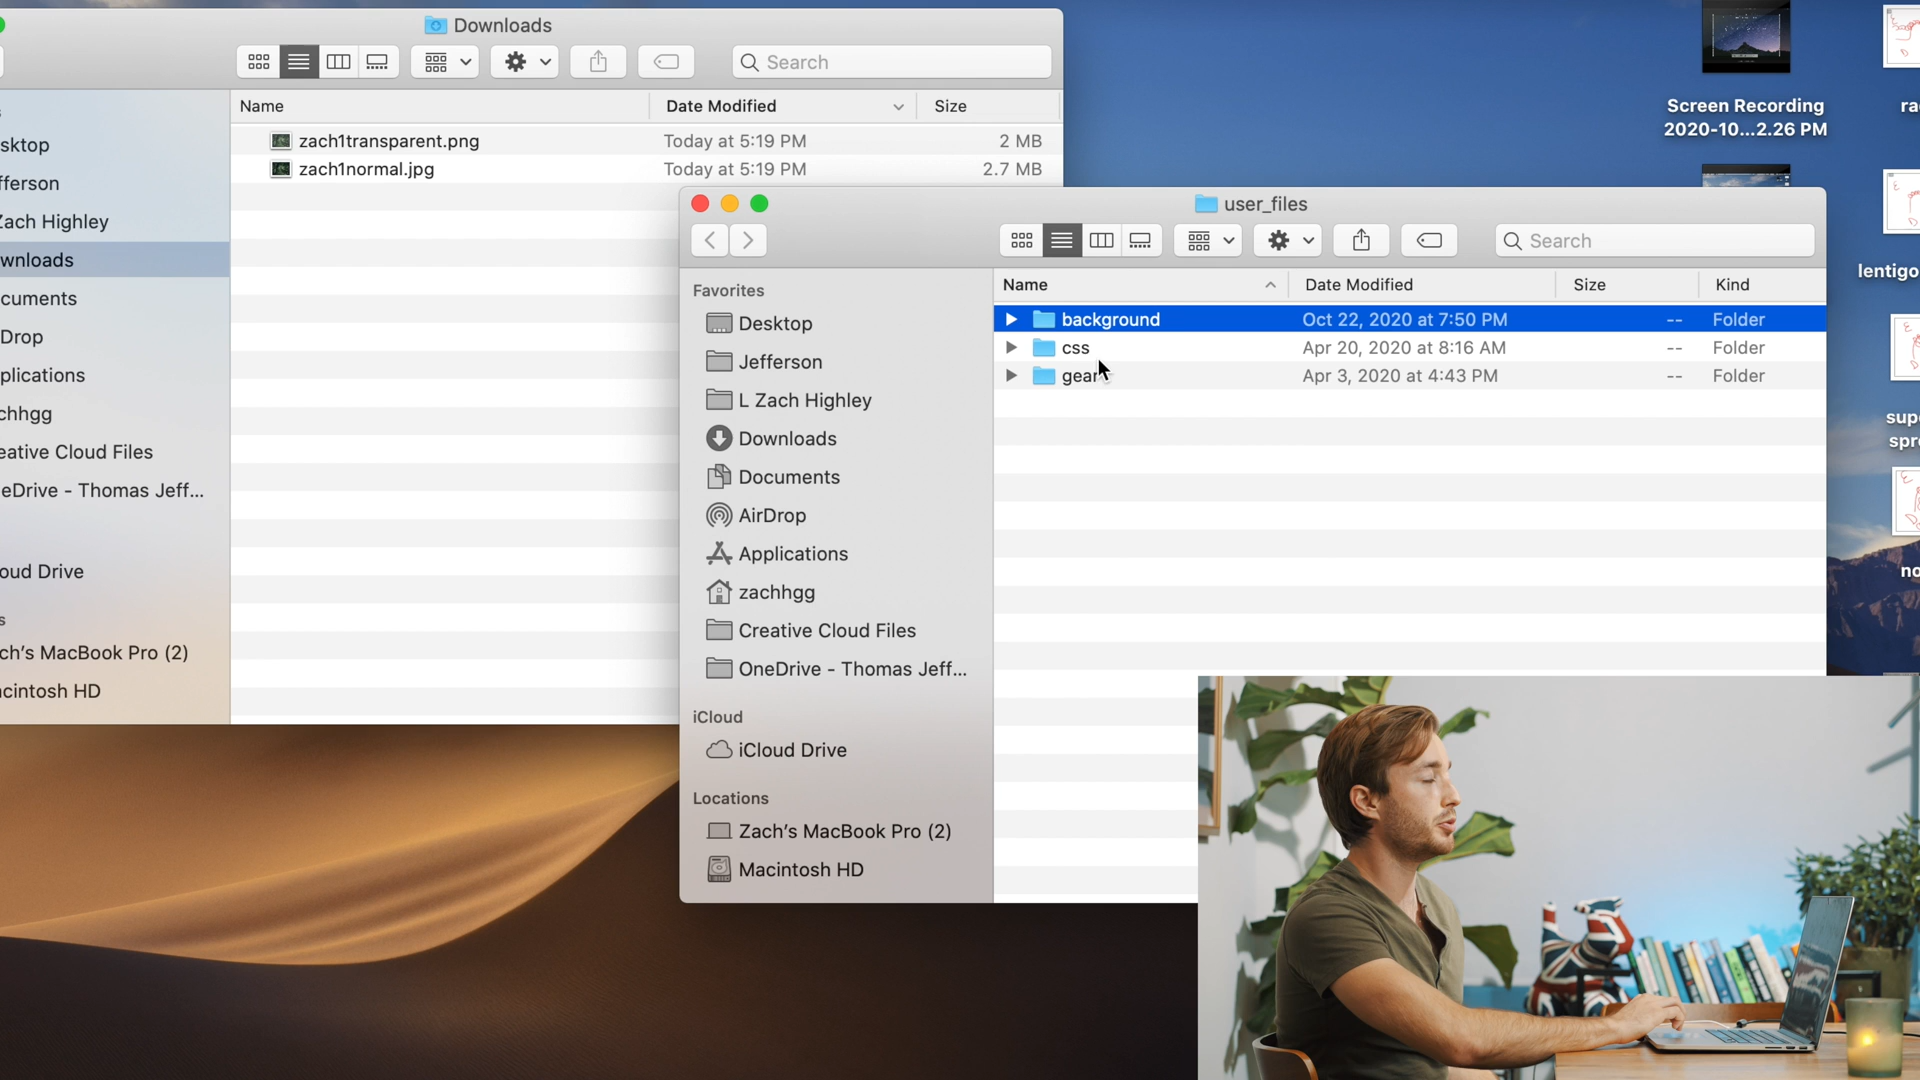 Downloads
Search
Name Date Modified Size
zach1transparent.png Today at 5:19 PM 2 MB
zach1normal.jpg Today at 5:19 PM 2.7 MB
s
sktop
fferson
Zach Highley
wnloads
cuments
Drop
plications
chhgg
eative Cloud Files
eDrive - Thomas Jeff...
oud Drive
s
ch's MacBook Pro (2)
acintosh HD
user_files
Search
Favorites
Desktop
Jefferson
L Zach Highley
Downloads
Documents
AirDrop
Applications
zachhgg
Creative Cloud Files
OneDrive - Thomas Jeff...
iCloud
iCloud Drive
Locations
Zach's MacBook Pro (2)
Macintosh HD
Name Date Modified Size Kind
background Oct 22, 2020 at 7:50 PM -- Folder
css Apr 20, 2020 at 8:16 AM -- Folder
gear Apr 3, 2020 at 4:43 PM -- Folder
Screen Recording
2020-10...2.26 PM
ra
lentigo
sup
spr
no